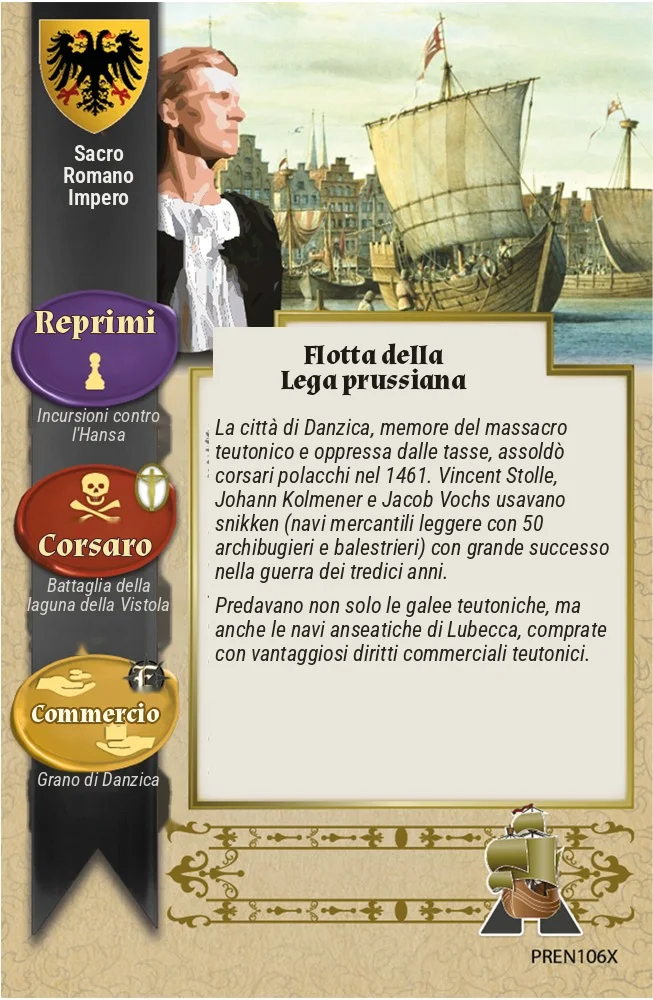 Sacro
Romano
Impero
Reprimi
Incursioni contro
l'Hansa
Corsaro
Battaglia della
laguna della Vistola
Commercio
Grano di Danzica
Flotta della
Lega prussiana
La città di Danzica, memore del massacro
teutonico e oppressa dalle tasse, assoldò
corsari polacchi nel 1461. Vincent Stolle,
Johann Kolmener e Jacob Vochs usavano
snikken (navi mercantili leggere con 50
archibugieri e balestrieri) con grande successo
nella guerra dei tredici anni.
Predavano non solo le galee teutoniche, ma
anche le navi anseatiche di Lubecca, comprate
con vantaggiosi diritti commerciali teutonici.
PREN106X